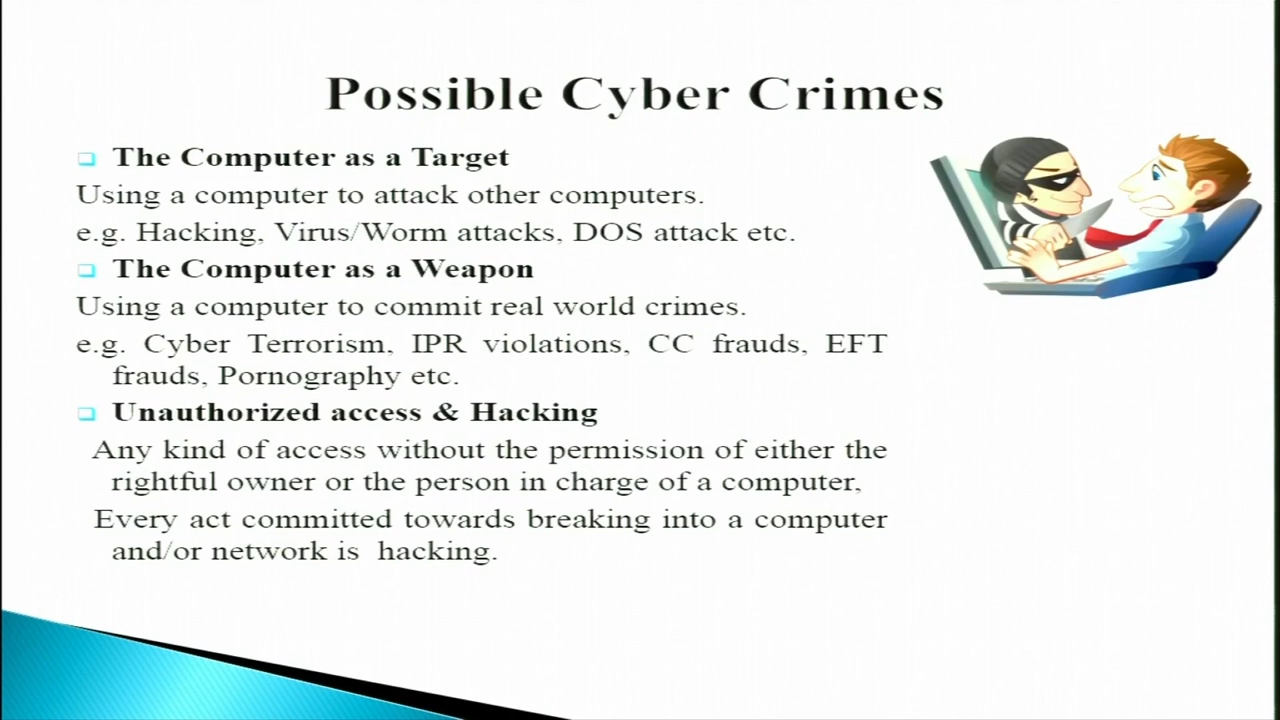 Possible Cyber Crimes
The Computer as a Target
Using a computer to attack other computers.
e.g. Hacking, Virus/Worm attacks, DOS attack etc.
The Computer as a Weapon
Using a computer to commit real world crimes.
e.g. Cyber Terrorism, IPR violations, CC frauds, EFT
frauds, Pornography etc.
Unauthorized access & Hacking
Any kind of access without the permission of either the
rightful owner or the person in charge of a computer,
Every act committed towards breaking into a computer
and/or network is hacking.